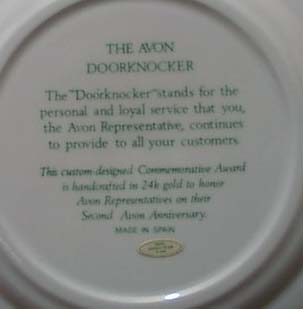 THE AVON
DOORKNOCKER
The "Doorknocker" stands for the
personal and loyal service that you,
the Avon Representative, continues
to provide to all your customers.
This custom-designed Commemorative Award
is handcrafted in 24k gold to honor
Avon Representatives on their
Second Avon Anniversary.
MADE IN SPAIN